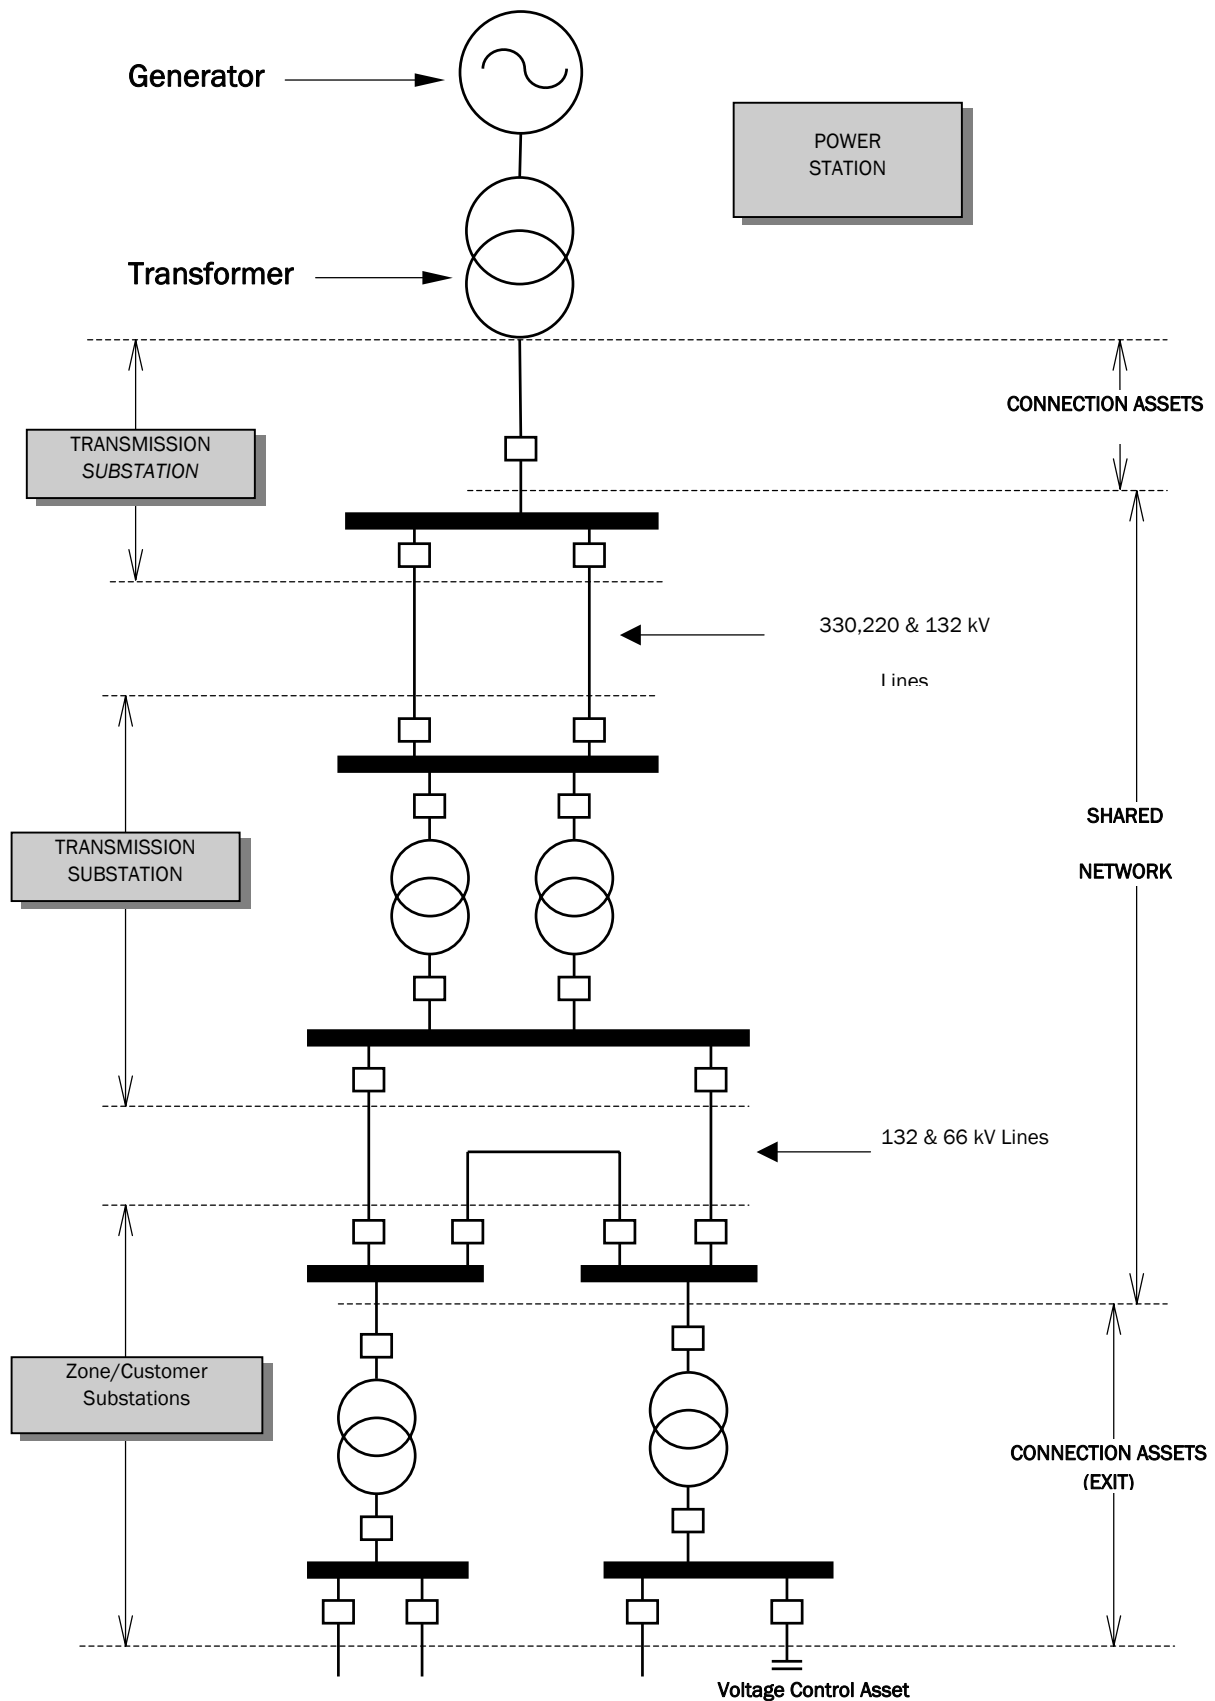 Generator
POWER
STATION
Transformer
CONNECTION ASSETS
TRANSMISSION
SUBSTATION
330,220 & 132 kV
Lines
SHARED
NETWORK
TRANSMISSION
SUBSTATION
132 & 66 kV Lines
Zone/Customer
Substations
CONNECTION ASSETS
(EXIT)
Voltage Control Asset